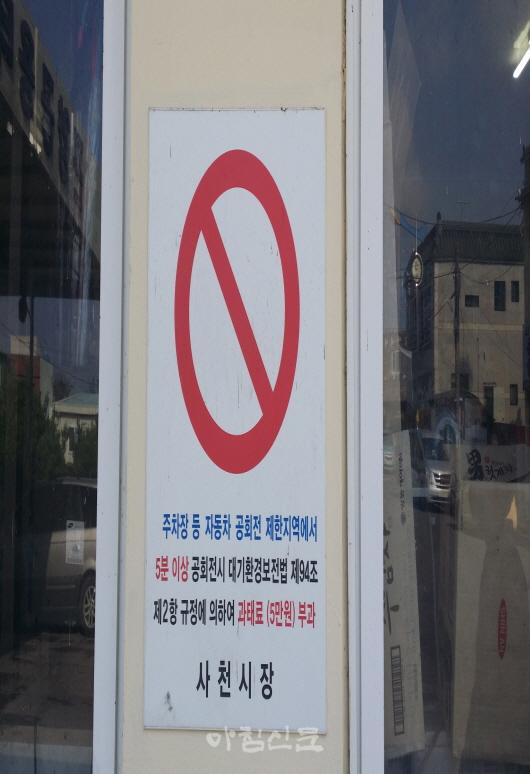 주차장 등 자동차 공회전 제한지역에서
5분 이상 공회전시 대기환경보전법 제94조
제2항 규정에 의하여 과태료 (5만원) 부과
사천시장
男
아침신문